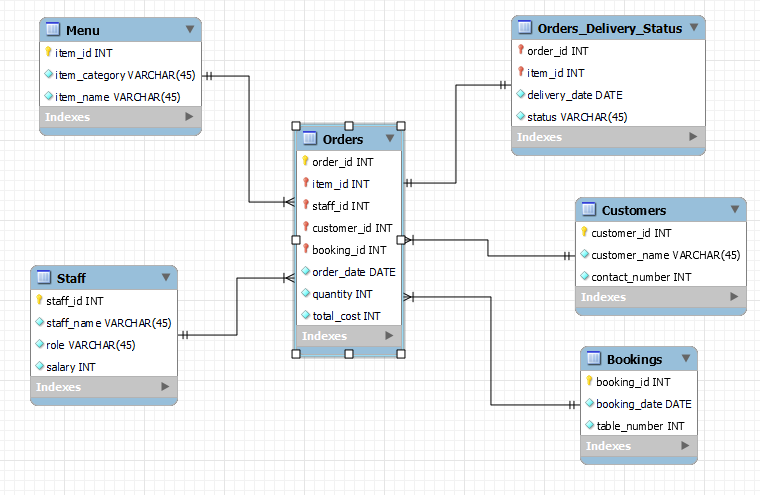 Menu
item_id INT
item_category VARCHAR(45)
item_name VARCHAR(45)
Indexes
Orders_Delivery_Status
order_id INT
item_id INT
delivery_date DATE
status VARCHAR(45)
Indexes
Orders
order_id INT
item_id INT
staff_id INT
customer_id INT
booking_id INT
order_date DATE
quantity INT
total_cost INT
Indexes
Customers
customer_id INT
customer_name VARCHAR(45)
contact_number INT
Indexes
Staff
staff_id INT
staff_name VARCHAR(45)
role VARCHAR(45)
salary INT
Indexes
Bookings
booking_id INT
booking_date DATE
table_number INT
Indexes